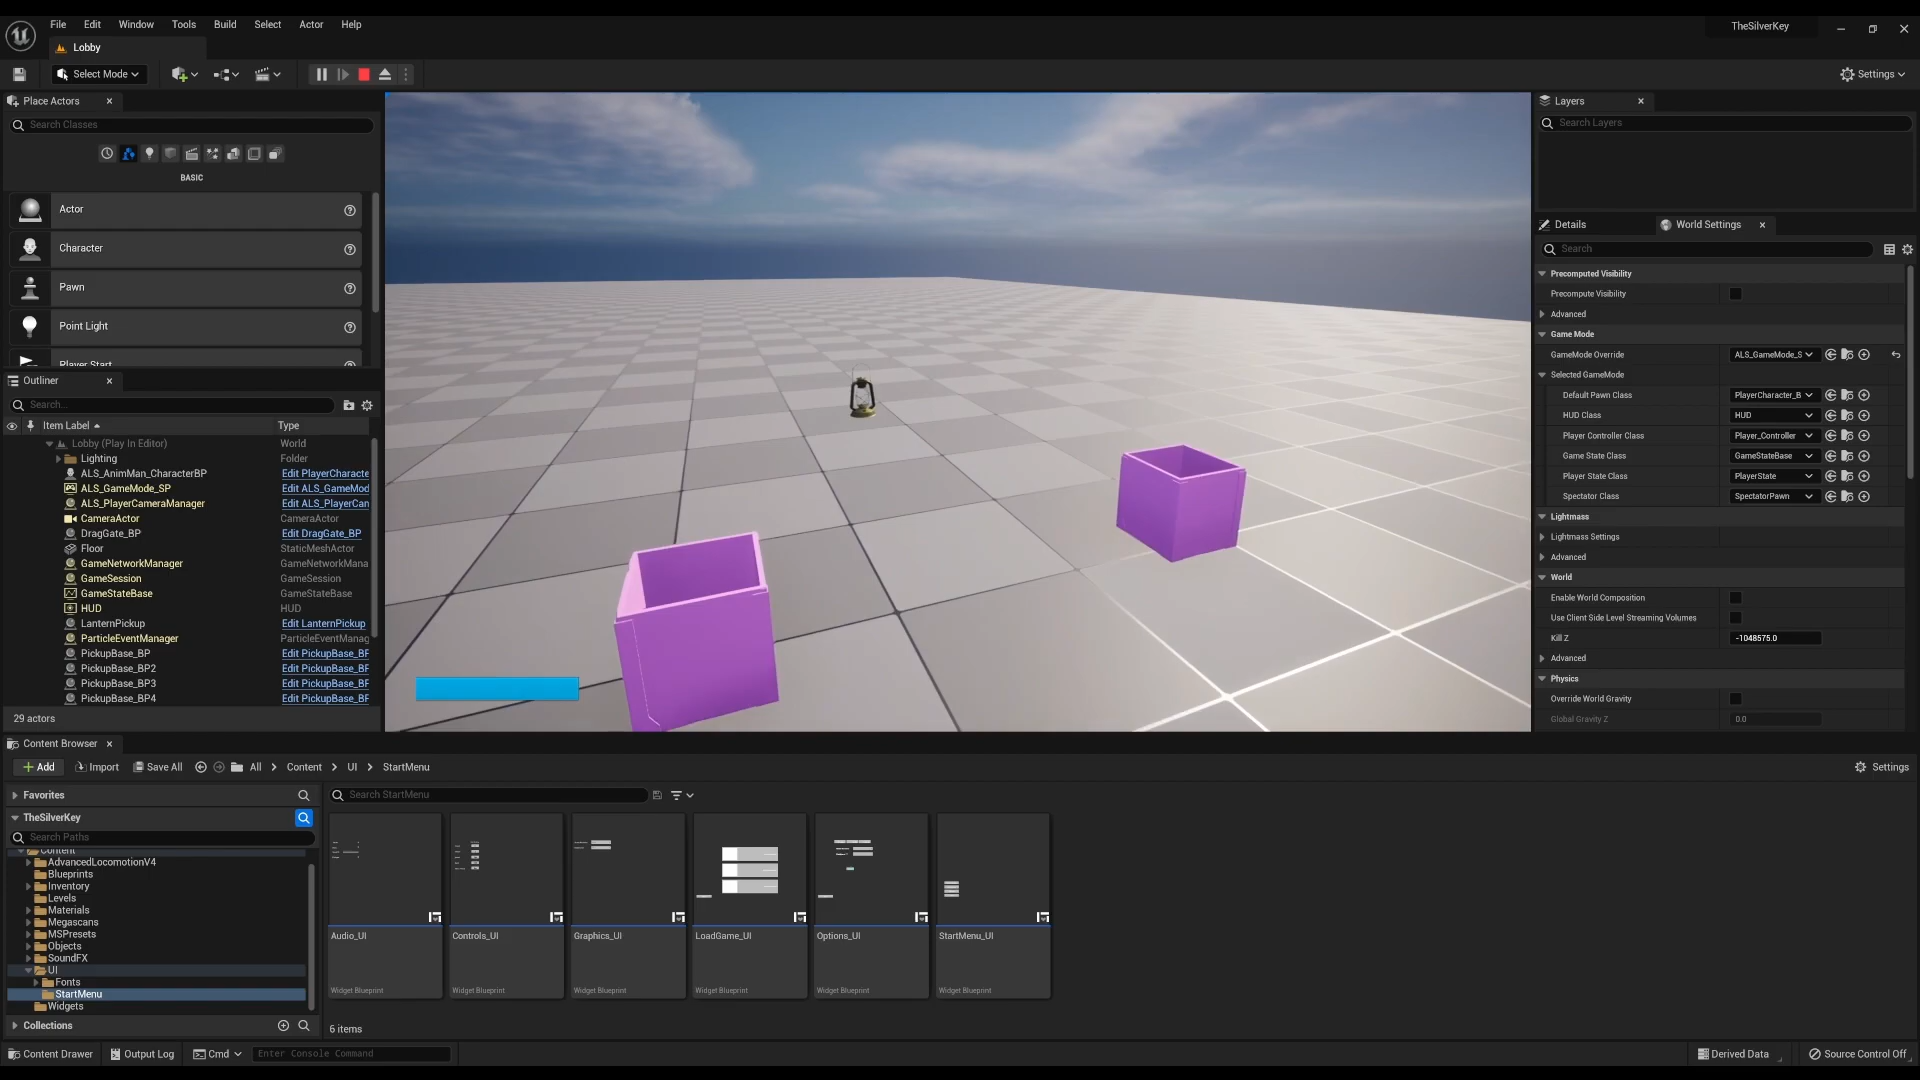 File Edit Window Tools Build Select Actor Help
TheSilverKey
Lobby
Select Mode
Settings
Place Actors
Search Classes
BASIC
Actor
Character
Pawn
Point Light
Player Start
Outliner
Search...
Item Label Type
Lobby (Play In Editor) World
Lighting Folder
ALS_AnimMan_CharacterBP Edit PlayerCharacte
ALS_GameMode_SP Edit ALS_GameMod
ALS_PlayerCameraManager Edit ALS_PlayerCan
CameraActor CameraActor
DragGate_BP Edit DragGate_BP
Floor StaticMeshActor
GameNetworkManager GameNetworkMana
GameSession GameSession
GameStateBase GameStateBase
HUD HUD
LanternPickup Edit LanternPickup
ParticleEventManager ParticleEventManag
PickupBase_BP Edit PickupBase_BF
PickupBase_BP2 Edit PickupBase_BF
PickupBase_BP3 Edit PickupBase_BF
PickupBase_BP4 Edit PickupBase_BF
29 actors
Layers
Search Layers
Details World Settings
Search
Precomputed Visibility
Precompute Visibility
Advanced
Game Mode
GameMode Override ALS_GameMode_S
Selected GameMode
Default Pawn Class PlayerCharacter_B
HUD Class HUD
Player Controller Class Player_Controller
Game State Class GameStateBase
Player State Class PlayerState
Spectator Class SpectatorPawn
Lightmass
Lightmass Settings
Advanced
World
Enable World Composition
Use Client Side Level Streaming Volumes
Kill Z -1048575.0
Advanced
Physics
Override World Gravity
Global Gravity Z 0.0
Content Browser
Add Import Save All All Content UI StartMenu Settings
Favorites
TheSilverKey
Search Paths
Content
AdvancedLocomotionV4
Blueprints
Inventory
Levels
Materials
Megascans
MSPresets
Objects
SoundFX
UI
Fonts
StartMenu
Widgets
Collections
Search StartMenu
Audio_UI Controls_UI Graphics_UI LoadGame_UI Options_UI StartMenu_UI
Widget Blueprint Widget Blueprint Widget Blueprint Widget Blueprint Widget Blueprint Widget Blueprint
6 items
Content Drawer Output Log Cmd Enter Console Command Derived Data Source Control Off